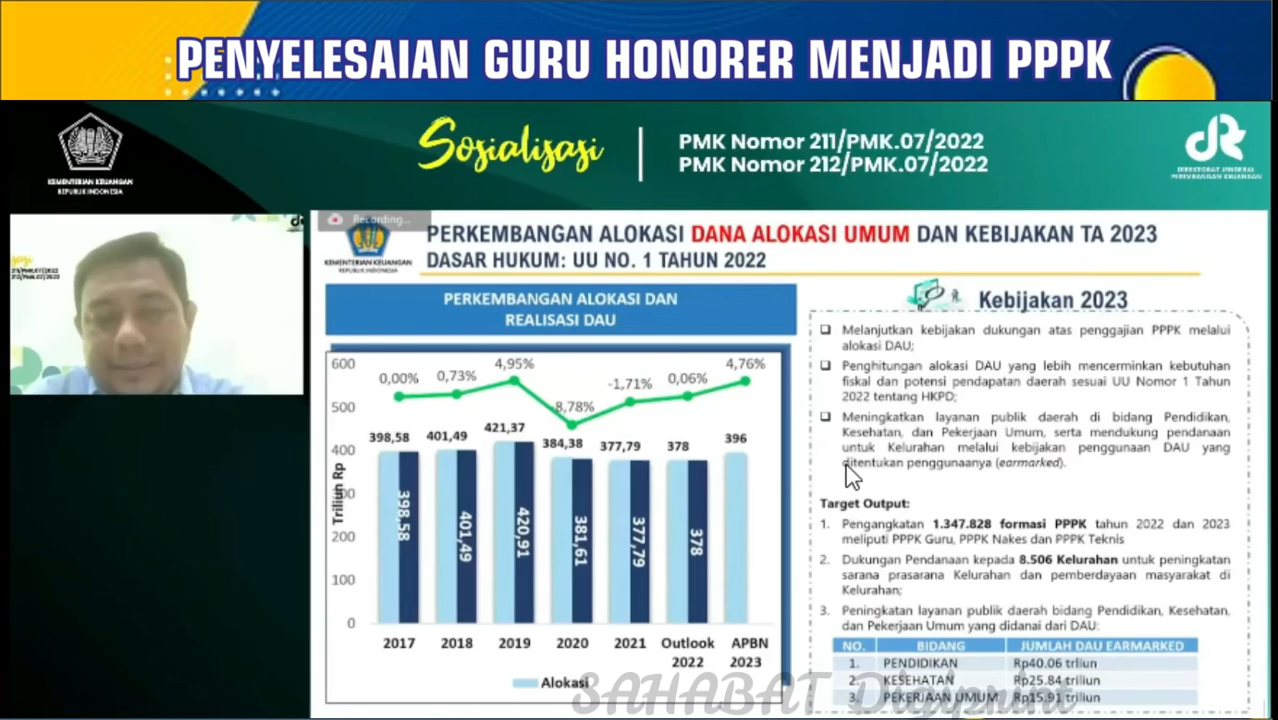 PENYELESAIAN GURU HONORER MENJADI PPPK
KEMENTERIAN KEUANGAN
REPUBLIK INDONESIA
Sosialisasi
PMK Nomor 211/PMK.07/2022
PMK Nomor 212/PMK.07/2022
DIREKTORAT JENDERAL
PERIMBANGAN KEUANGAN
Recording...
KEMENTERIAN KEUANGAN
REPUBLIK INDONESIA
PERKEMBANGAN ALOKASI DANA ALOKASI UMUM DAN KEBIJAKAN TA 2023
DASAR HUKUM: UU NO. 1 TAHUN 2022
PERKEMBANGAN ALOKASI DAN
REALISASI DAU
Triliun Rp
600
500
400
300
200
100
0
0,00% 0,73% 4,95% -8,78% -1,71% 0,06% 4,76%
398,58 401,49 421,37 384,38 377,79 378 396
398,58 401,49 420,91 381,61 377,79 378
2017 2018 2019 2020 2021 Outlook APBN
2022 2023
Alokasi
Kebijakan 2023
Melanjutkan kebijakan dukungan atas penggajian PPPK melalui
alokasi DAU;
Penghitungan alokasi DAU yang lebih mencerminkan kebutuhan
fiskal dan potensi pendapatan daerah sesuai UU Nomor 1 Tahun
2022 tentang HKPD;
Meningkatkan layanan publik daerah di bidang Pendidikan,
Kesehatan, dan Pekerjaan Umum, serta mendukung pendanaan
untuk Kelurahan melalui kebijakan penggunaan DAU yang
ditentukan penggunaanya (earmarked).
Target Output:
1. Pengangkatan 1.347.828 formasi PPPK tahun 2022 dan 2023
meliputi PPPK Guru, PPPK Nakes dan PPPK Teknis
2. Dukungan Pendanaan kepada 8.506 Kelurahan untuk peningkatan
sarana prasarana Kelurahan dan pemberdayaan masyarakat di
Kelurahan;
3. Peningkatan layanan publik daerah bidang Pendidikan, Kesehatan,
dan Pekerjaan Umum yang didanai dari DAU:
NO. BIDANG JUMLAH DAU EARMARKED
1. PENDIDIKAN Rp40.06 triliun
2. KESEHATAN Rp25.84 triliun
3. PEKERJAAN UMUM Rp15.91 triliun
SAHABAT Digiprint